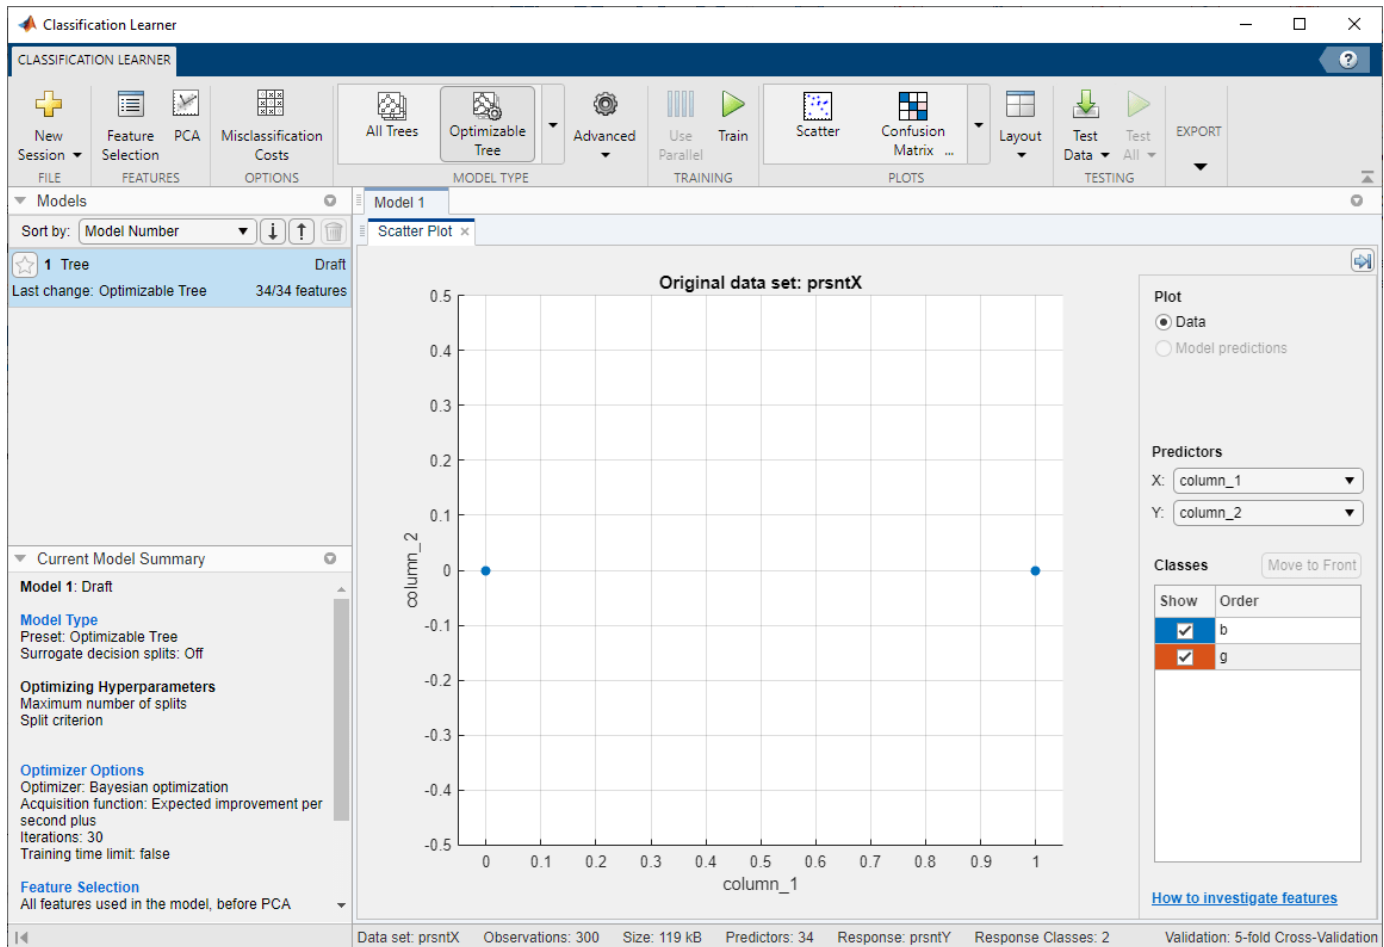 Classification Learner
CLASSIFICATION LEARNER
?
New
Session
FILE
Feature
Selection
PCA
FEATURES
Misclassification
Costs
OPTIONS
All Trees
Optimizable
Tree
Advanced
MODEL TYPE
Use
Parallel
Train
TRAINING
Scatter
Confusion
Matrix ...
Layout
PLOTS
Test
Data
Test
All
TESTING
EXPORT
Models
Sort by: Model Number
1 Tree Draft
Last change: Optimizable Tree 34/34 features
Current Model Summary
Model 1: Draft
Model Type
Preset: Optimizable Tree
Surrogate decision splits: Off
Optimizing Hyperparameters
Maximum number of splits
Split criterion
Optimizer Options
Optimizer: Bayesian optimization
Acquisition function: Expected improvement per
second plus
Iterations: 30
Training time limit: false
Feature Selection
All features used in the model, before PCA
Model 1
Scatter Plot
Original data set: prsntX
0.5
0.4
0.3
0.2
0.1
0
-0.1
-0.2
-0.3
-0.4
-0.5
column_2
0 0.1 0.2 0.3 0.4 0.5 0.6 0.7 0.8 0.9 1
column_1
Plot
Data
Model predictions
Predictors
X: column_1
Y: column_2
Classes Move to Front
Show Order
b
g
How to investigate features
Data set: prsntX Observations: 300 Size: 119 kB Predictors: 34 Response: prsntY Response Classes: 2 Validation: 5-fold Cross-Validation